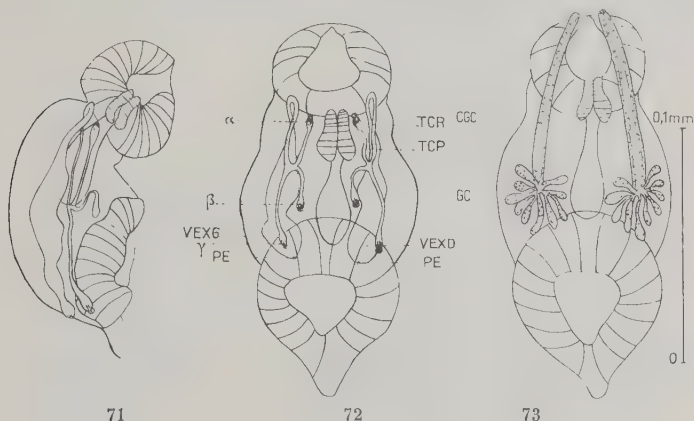 α
TCR
CGC
0,1mm
TCP
β
GC
VEXG
γ PE
VEXD
PE
0
71
72
73